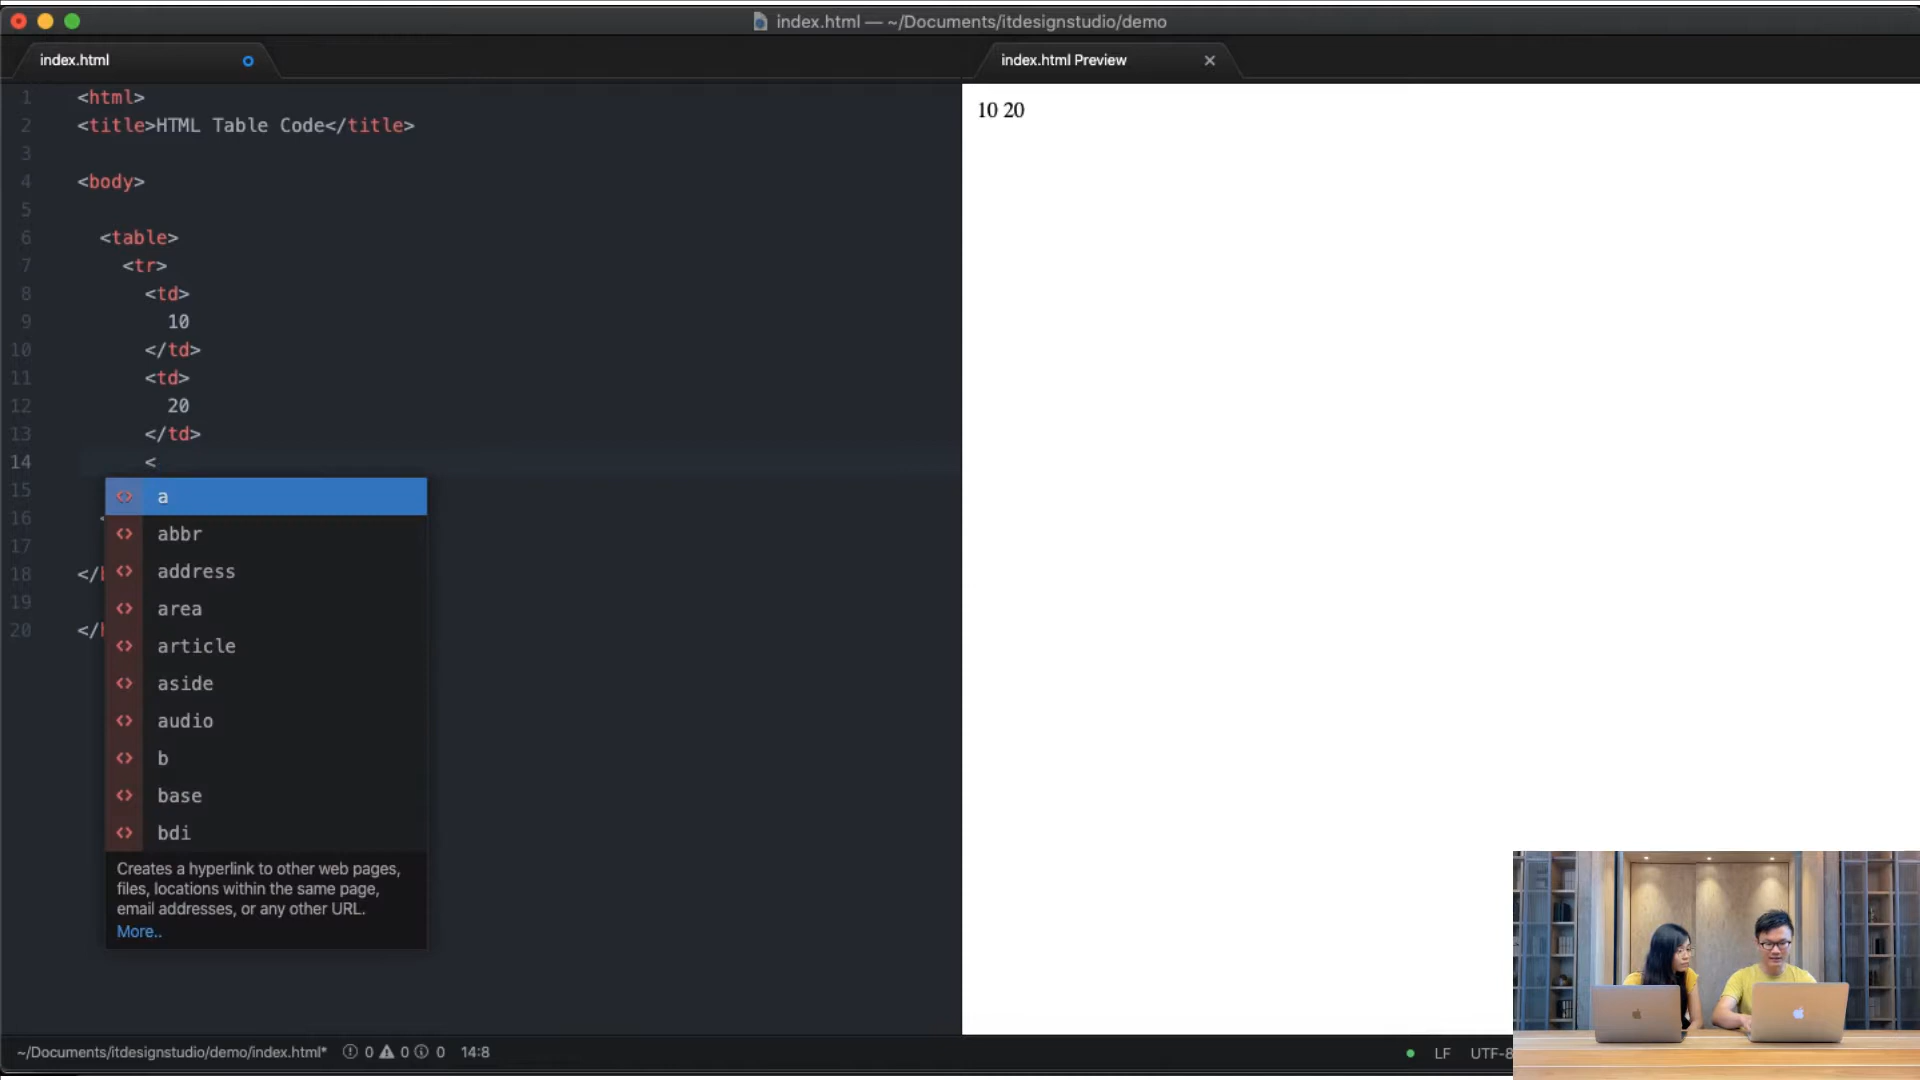 index.html — ~/Documents/itdesignstudio/demo
index.html
index.html Preview
1 <html>
2 <title>HTML Table Code</title>
3
4 <body>
5
6 <table>
7 <tr>
8 <td>
9 10
10 </td>
11 <td>
12 20
13 </td>
14 <
15
16 <
17
18 </b
19
20 </h
<> a
<> abbr
<> address
<> area
<> article
<> aside
<> audio
<> b
<> base
<> bdi
Creates a hyperlink to other web pages,
files, locations within the same page,
email addresses, or any other URL.
More..
10 20
~/Documents/itdesignstudio/demo/index.html* 0 0 0 14:8
LF UTF-8